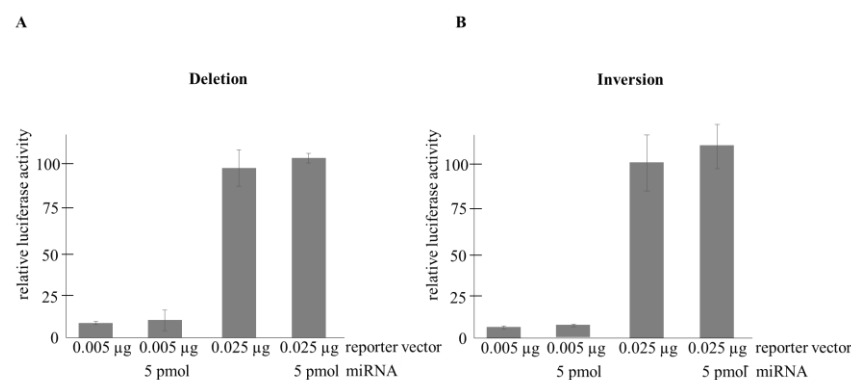 A
Deletion
relative luciferase activity
100
75
50
25
0
0.005 µg 0.005 µg 0.025 µg 0.025 µg reporter vector
5 pmol 5 pmol miRNA
B
Inversion
relative luciferase activity
100
75
50
25
0
0.005 µg 0.005 µg 0.025 µg 0.025 µg reporter vector
5 pmol 5 pmol miRNA